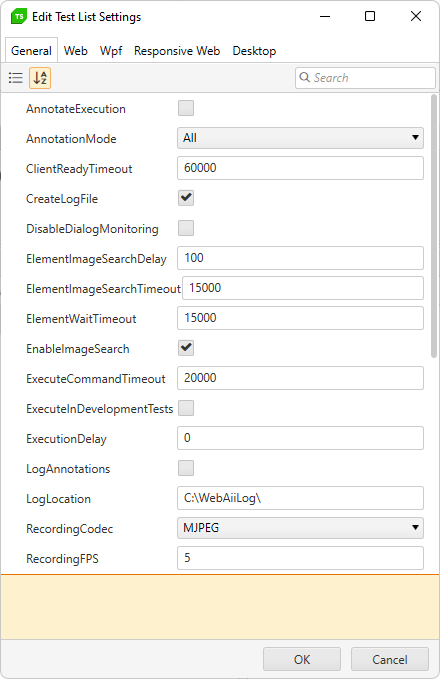 TS Edit Test List Settings
General Web Wpf Responsive Web Desktop
A Z Search
AnnotateExecution
AnnotationMode All
ClientReadyTimeout 60000
CreateLogFile
DisableDialogMonitoring
ElementImageSearchDelay 100
ElementImageSearchTimeout 15000
ElementWaitTimeout 15000
EnableImageSearch
ExecuteCommandTimeout 20000
ExecuteInDevelopmentTests
ExecutionDelay 0
LogAnnotations
LogLocation C:\WebAiiLog\
RecordingCodec MJPEG
RecordingFPS 5
OK Cancel